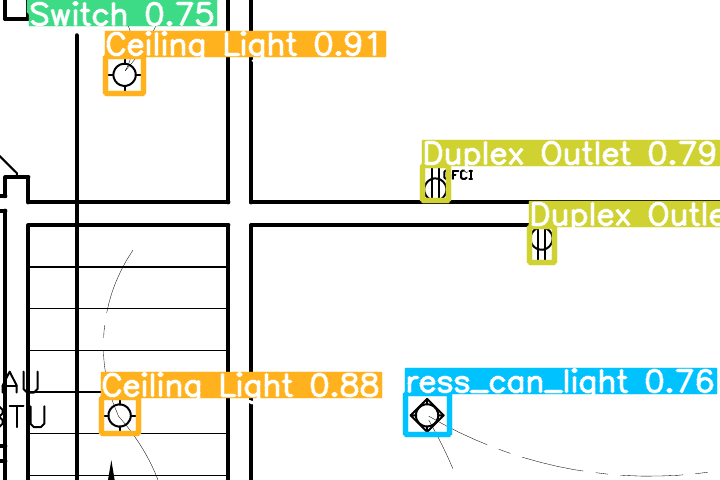 Switch 0.75
Ceiling Light 0.91
Duplex Outlet 0.79
GFCI
Duplex Outle
Ceiling Light 0.88
ress_can_light 0.76
AU
BTU